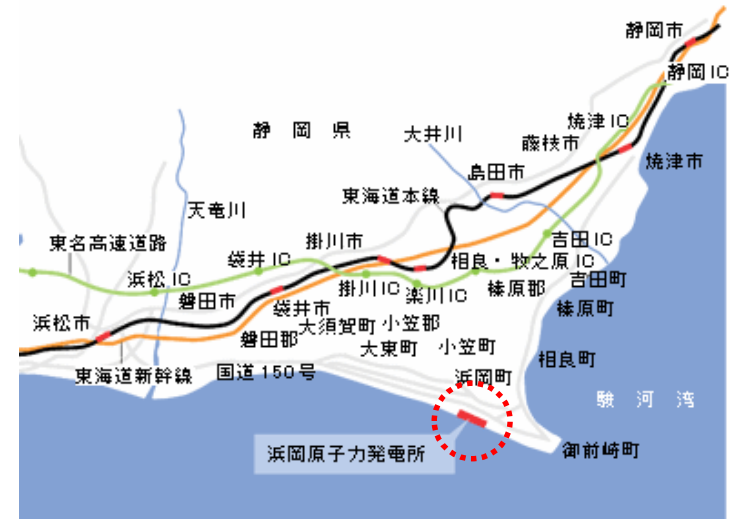 静岡市
静岡IC
焼津IC
静 岡 県
大井川
藤枝市
焼津市
島田市
東海道本線
天竜川
掛川市
吉田IC
東名高速道路
袋井IC
相良・牧之原IC
浜松IC
吉田町
掛川IC
楽川IC
榛原郡
磐田市
袋井市
榛原町
浜松市
大須賀町
小笠郡
磐田郡
大東町
小笠町
相良町
東海道新幹線
国道150号
浜岡町
駿 河 湾
浜岡原子力発電所
御前崎町